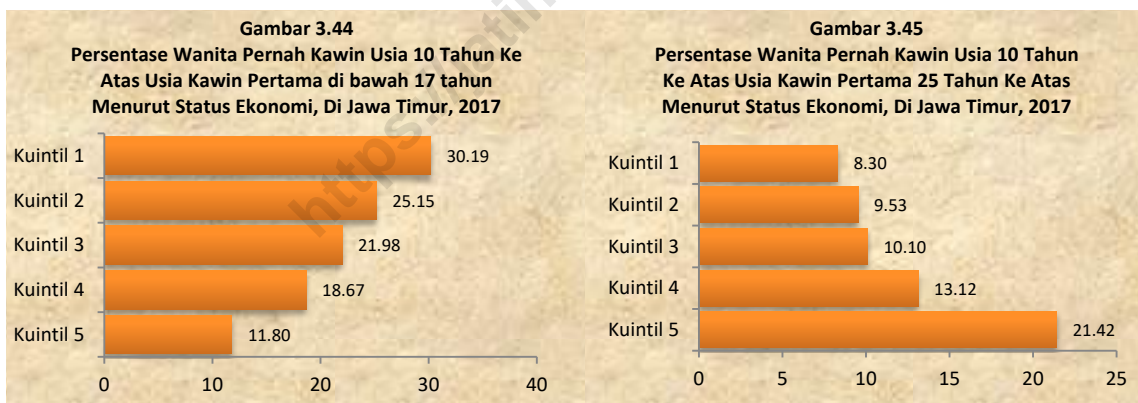 Gambar 3.44
Persentase Wanita Pernah Kawin Usia 10 Tahun Ke
Atas Usia Kawin Pertama di bawah 17 tahun
Menurut Status Ekonomi, Di Jawa Timur, 2017
Kuintil 1 30.19
Kuintil 2 25.15
Kuintil 3 21.98
Kuintil 4 18.67
Kuintil 5 11.80
0 10 20 30 40
Gambar 3.45
Persentase Wanita Pernah Kawin Usia 10 Tahun
Ke Atas Usia Kawin Pertama 25 Tahun Ke Atas
Menurut Status Ekonomi, Di Jawa Timur, 2017
Kuintil 1 8.30
Kuintil 2 9.53
Kuintil 3 10.10
Kuintil 4 13.12
Kuintil 5 21.42
0 5 10 15 20 25